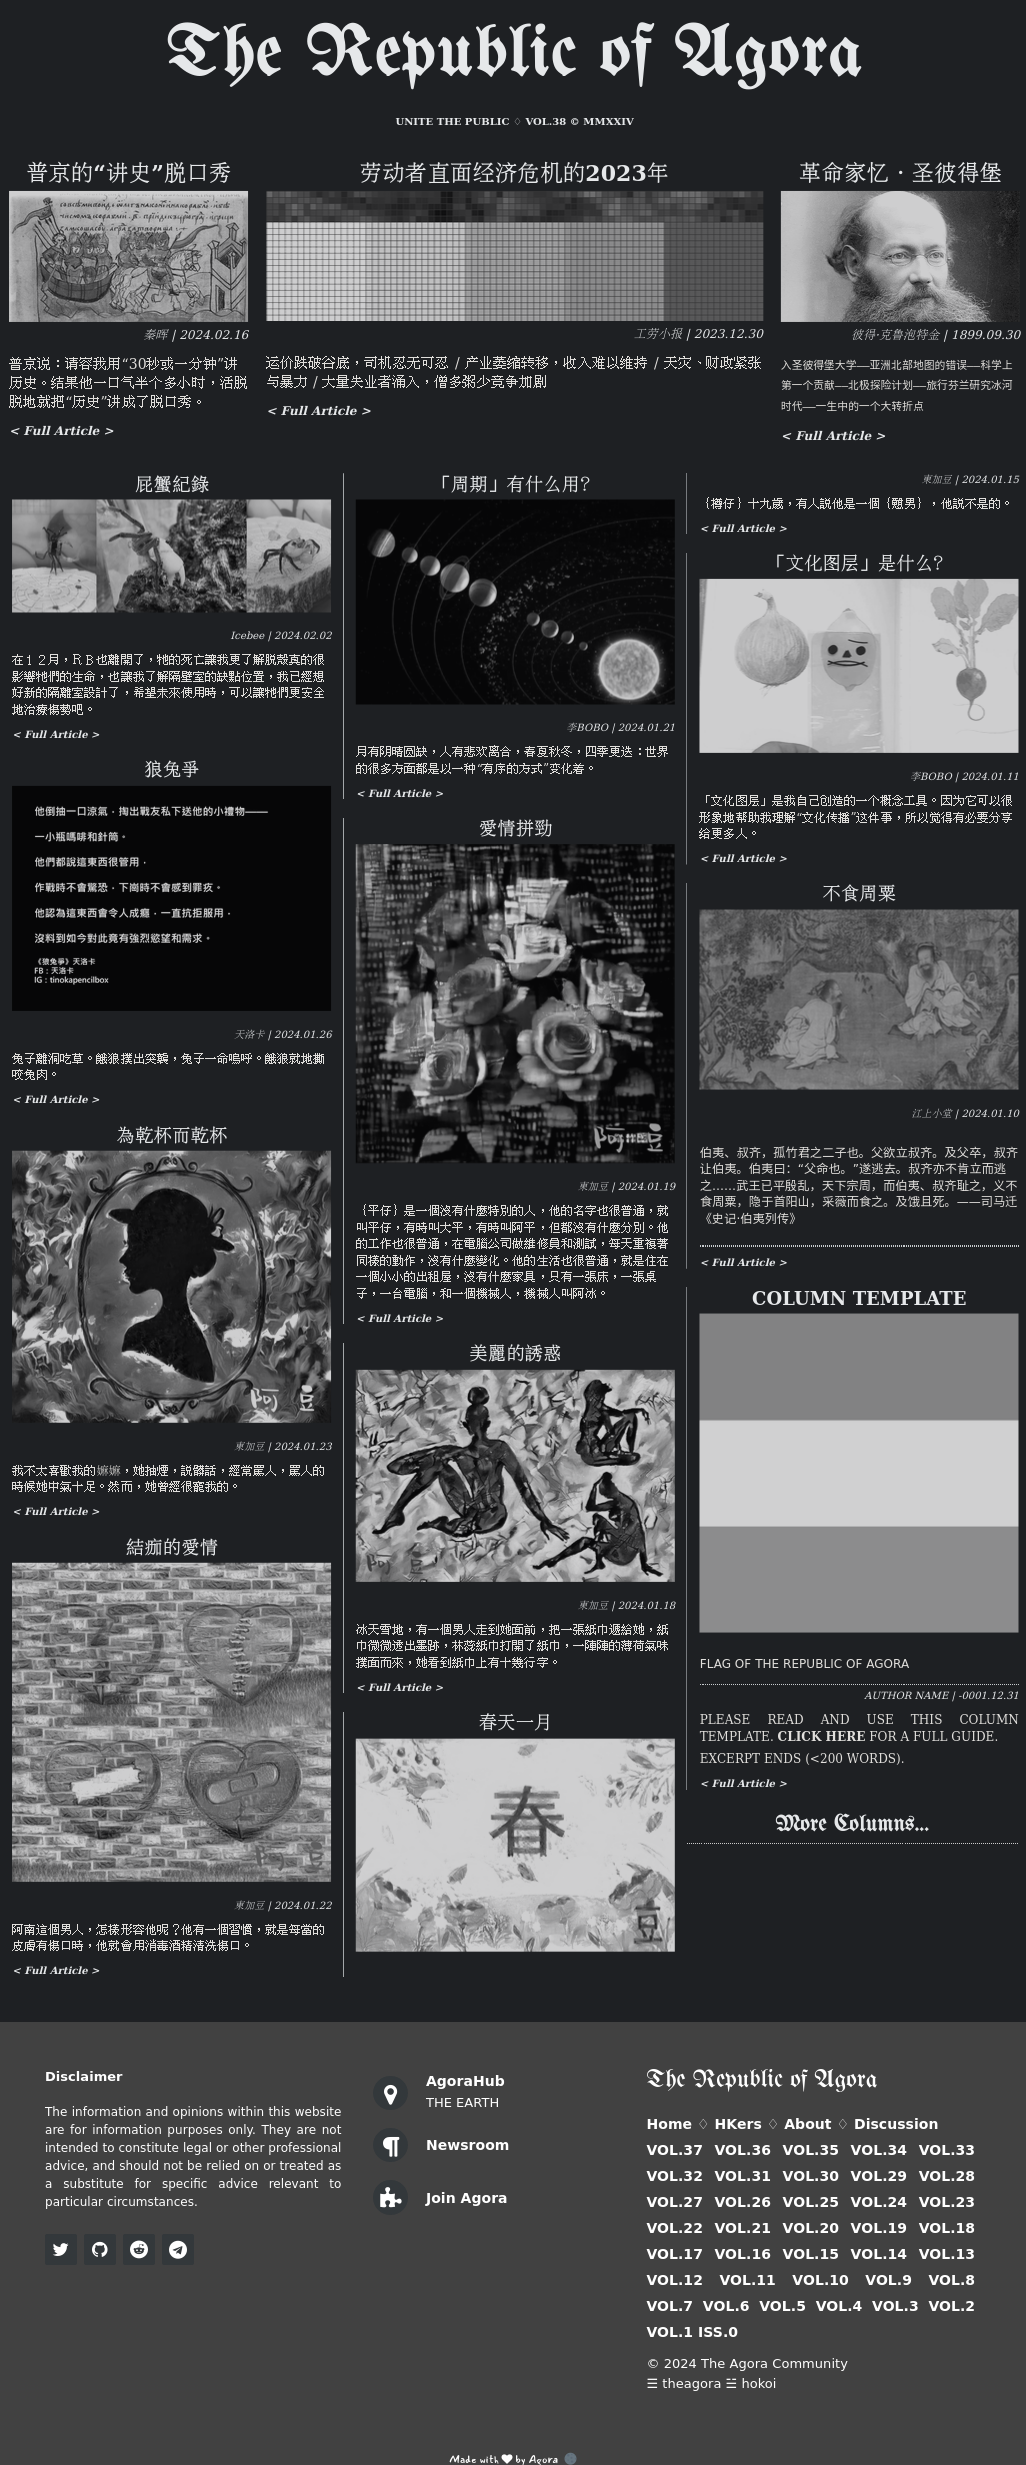 The Republic of Agora
UNITE THE PUBLIC ♢ VOL.38 © MMXXIV
普京的“讲史”脱口秀
秦晖 | 2024.02.16
普京说：请容我用“30秒或一分钟”讲
历史。结果他一口气半个多小时，活脱
脱地就把“历史”讲成了脱口秀。
< Full Article >
劳动者直面经济危机的2023年
工劳小报 | 2023.12.30
运价跌破谷底，司机忍无可忍 / 产业萎缩转移，收入难以维持 / 天灾、财政紧张
与暴力 / 大量失业者涌入，僧多粥少竞争加剧
< Full Article >
革命家忆·圣彼得堡
彼得·克鲁泡特金 | 1899.09.30
入圣彼得堡大学──亚洲北部地图的错误──科学上
第一个贡献──北极探险计划──旅行芬兰研究冰河
时代──一生中的一个大转折点
< Full Article >
屁蟹紀錄
Icebee | 2024.02.02
在１２月，ＲＢ也離開了，牠的死亡讓我更了解脱殼真的很
影響牠們的生命，也讓我了解隔壁室的缺點位置，我已經想
好新的隔離室設計了，希望未來使用時，可以讓牠們更安全
地治療傷勢吧。
< Full Article >
狼兔爭
他倒抽一口涼氣，掏出戰友私下送他的小禮物——
一小瓶嗎啡和針筒。
他們都說這東西很管用，
作戰時不會驚恐，下崗時不會感到罪疚。
他認為這東西會令人成癮，一直抗拒服用，
沒料到如今對此竟有強烈慾望和需求。
《狼兔爭》天洛卡
FB：天洛卡
IG：tinokapencilbox
天洛卡 | 2024.01.26
兔子離洞吃草。餓狼撲出突襲，兔子一命嗚呼。餓狼就地撕
咬兔肉。
< Full Article >
為乾杯而乾杯
阿豆
東加豆 | 2024.01.23
我不太喜歡我的嫲嫲，她抽煙，説髒話，經常罵人，罵人的
時候她中氣十足。然而，她曾經很寵我的。
< Full Article >
結痂的愛情
阿豆
東加豆 | 2024.01.22
阿南這個男人，怎樣形容他呢？他有一個習慣，就是每當的
皮膚有傷口時，他就會用消毒酒精清洗傷口。
< Full Article >
「周期」有什么用？
李BOBO | 2024.01.21
月有阴晴圆缺，人有悲欢离合，春夏秋冬，四季更迭：世界
的很多方面都是以一种“有序的方式”变化着。
< Full Article >
愛情拼勁
阿豆
東加豆 | 2024.01.19
｛平仔｝是一個沒有什麼特別的人，他的名字也很普通，就
叫平仔，有時叫大平，有時叫阿平，但都沒有什麼分別。他
的工作也很普通，在電腦公司做維修員和測試，每天重複著
同樣的動作，沒有什麼變化。他的生活也很普通，就是住在
一個小小的出租屋，沒有什麼家具，只有一張床，一張桌
子，一台電腦，和一個機械人，機械人叫阿冰。
< Full Article >
美麗的誘惑
阿豆
東加豆 | 2024.01.18
冰天雪地，有一個男人走到她面前，把一張紙巾遞給她，紙
巾微微透出墨跡，林蕊紙巾打開了紙巾，一陣陣的薄荷氣味
撲面而來，她看到紙巾上有十幾行字。
< Full Article >
春天一月
春
豆
東加豆 | 2024.01.15
｛樽仔｝十九歲，有人説他是一個｛戇男｝，他説不是的。
< Full Article >
「文化图层」是什么？
李BOBO | 2024.01.11
「文化图层」是我自己创造的一个概念工具。因为它可以很
形象地帮助我理解“文化传播”这件事，所以觉得有必要分享
给更多人。
< Full Article >
不食周粟
江上小堂 | 2024.01.10
伯夷、叔齐，孤竹君之二子也。父欲立叔齐。及父卒，叔齐
让伯夷。伯夷曰：“父命也。”遂逃去。叔齐亦不肯立而逃
之……武王已平殷乱，天下宗周，而伯夷、叔齐耻之，义不
食周粟，隐于首阳山，采薇而食之。及饿且死。——司马迁
《史记·伯夷列传》
< Full Article >
COLUMN TEMPLATE
FLAG OF THE REPUBLIC OF AGORA
AUTHOR NAME | -0001.12.31
PLEASE READ AND USE THIS COLUMN
TEMPLATE. CLICK HERE FOR A FULL GUIDE.
EXCERPT ENDS (<200 WORDS).
< Full Article >
More Columns...
Disclaimer
The information and opinions within this website
are for information purposes only. They are not
intended to constitute legal or other professional
advice, and should not be relied on or treated as
a substitute for specific advice relevant to
particular circumstances.
AgoraHub
THE EARTH
Newsroom
Join Agora
The Republic of Agora
Home ♢ HKers ♢ About ♢ Discussion
VOL.37 VOL.36 VOL.35 VOL.34 VOL.33
VOL.32 VOL.31 VOL.30 VOL.29 VOL.28
VOL.27 VOL.26 VOL.25 VOL.24 VOL.23
VOL.22 VOL.21 VOL.20 VOL.19 VOL.18
VOL.17 VOL.16 VOL.15 VOL.14 VOL.13
VOL.12 VOL.11 VOL.10 VOL.9 VOL.8
VOL.7 VOL.6 VOL.5 VOL.4 VOL.3 VOL.2
VOL.1 ISS.0
© 2024 The Agora Community
☰ theagora ☱ hokoi
Made with ♥ by Agora